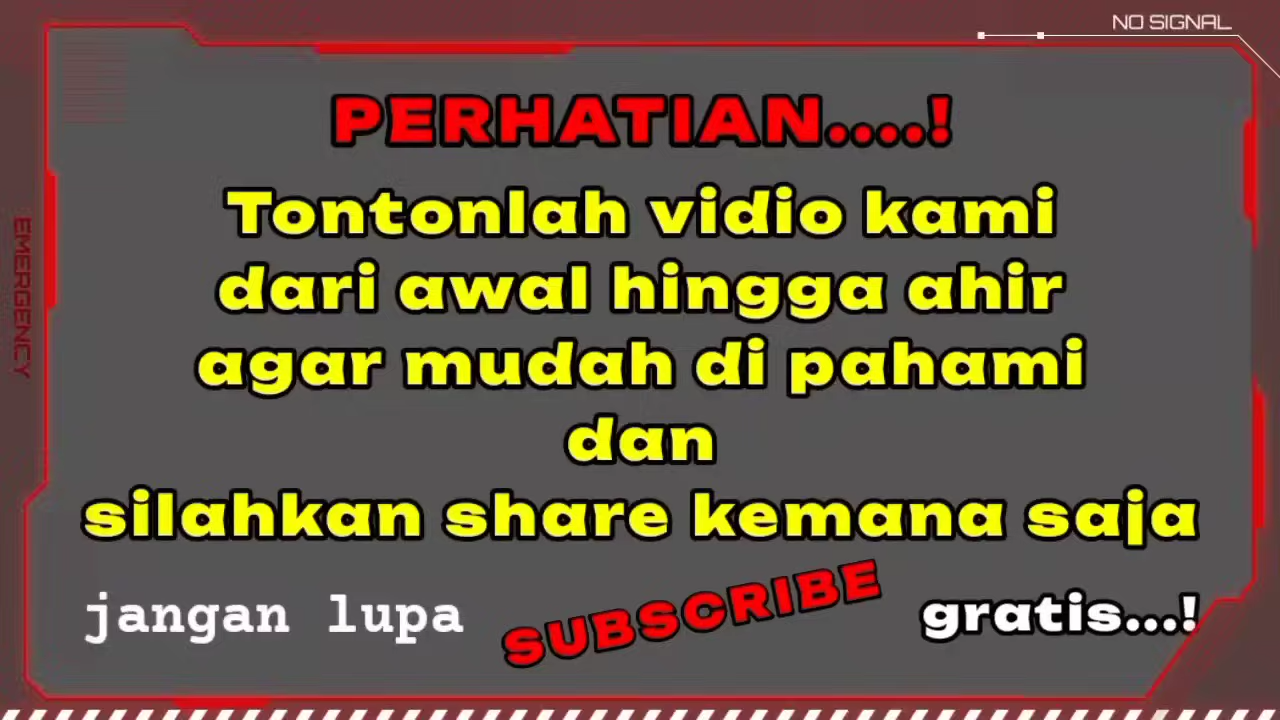 NO SIGNAL
PERHATIAN....!
Tontonlah vidio kami
dari awal hingga ahir
agar mudah di pahami
dan
silahkan share kemana saja
jangan lupa SUBSCRIBE gratis...!
EMERGENCY